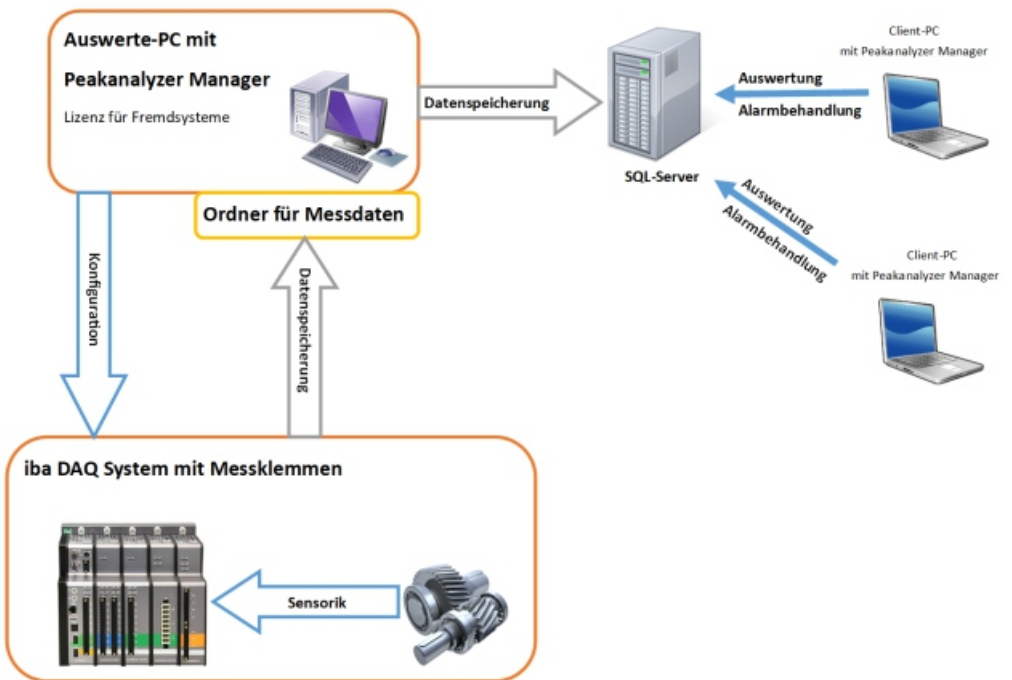 Auswerte-PC mit
Peakanalyzer Manager
Lizenz für Fremdsysteme
Datenspeicherung
SQL-Server
Auswertung
Alarmbehandlung
Client-PC
mit Peakanalyzer Manager
Auswertung
Alarmbehandlung
Client-PC
mit Peakanalyzer Manager
Ordner für Messdaten
Konfiguration
Datenspeicherung
iba DAQ System mit Messklemmen
Sensorik